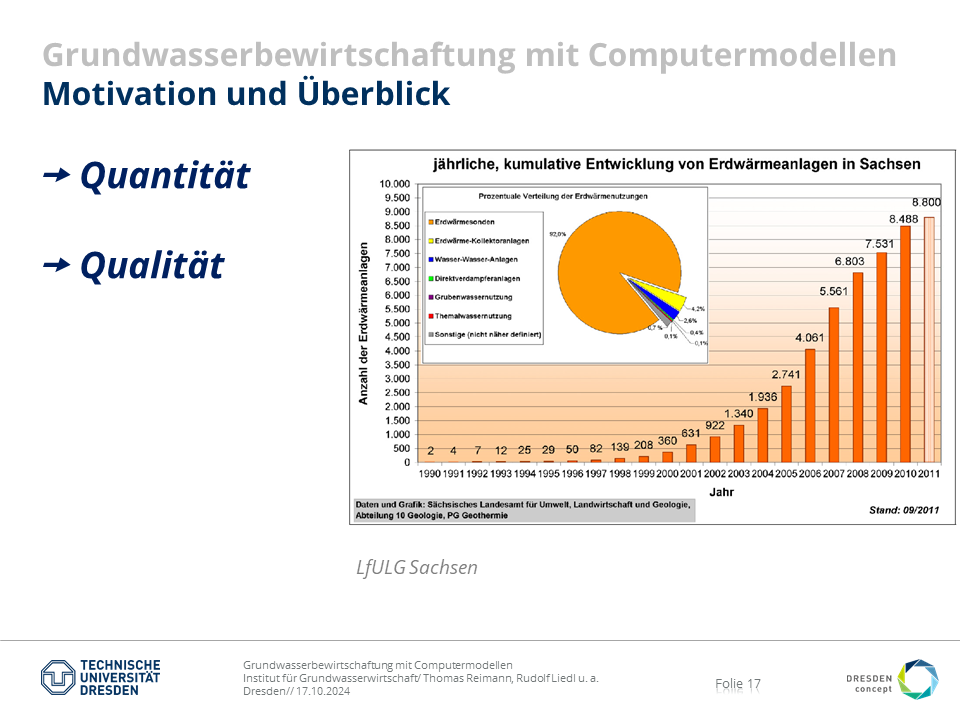 Grundwasserbewirtschaftung mit Computermodellen
Motivation und Überblick
➞ Quantität
➞ Qualität
jährliche, kumulative Entwicklung von Erdwärmeanlagen in Sachsen
Anzahl der Erdwärmeanlagen
10.000
9.500
9.000
8.500
8.000
7.500
7.000
6.500
6.000
5.500
5.000
4.500
4.000
3.500
3.000
2.500
2.000
1.500
1.000
500
0
Prozentuale Verteilung der Erdwärmenutzungen
Erdwärmesonden
Erdwärme-Kollektoranlagen
Wasser-Wasser-Anlagen
Direktverdampferanlagen
Grubenwassernutzung
Themalwassernutzung
Sonstige (nicht näher definiert)
92,0%
4,2%
2,6%
0,4%
0,1%
0,1%
0,7 %
2 4 7 12 25 29 50 82 139 208 360 631 922 1.340 1.936 2.741 4.061 5.561 6.803 7.531 8.488 8.800
1990 1991 1992 1993 1994 1995 1996 1997 1998 1999 2000 2001 2002 2003 2004 2005 2006 2007 2008 2009 2010 2011
Jahr
Daten und Grafik: Sächsisches Landesamt für Umwelt, Landwirtschaft und Geologie,
Abteilung 10 Geologie, PG Geothermie
Stand: 09/2011
LfULG Sachsen
TECHNISCHE
UNIVERSITÄT
DRESDEN
Grundwasserbewirtschaftung mit Computermodellen
Institut für Grundwasserwirtschaft/ Thomas Reimann, Rudolf Liedl u. a.
Dresden// 17.10.2024
Folie 17
DRESDEN
concept